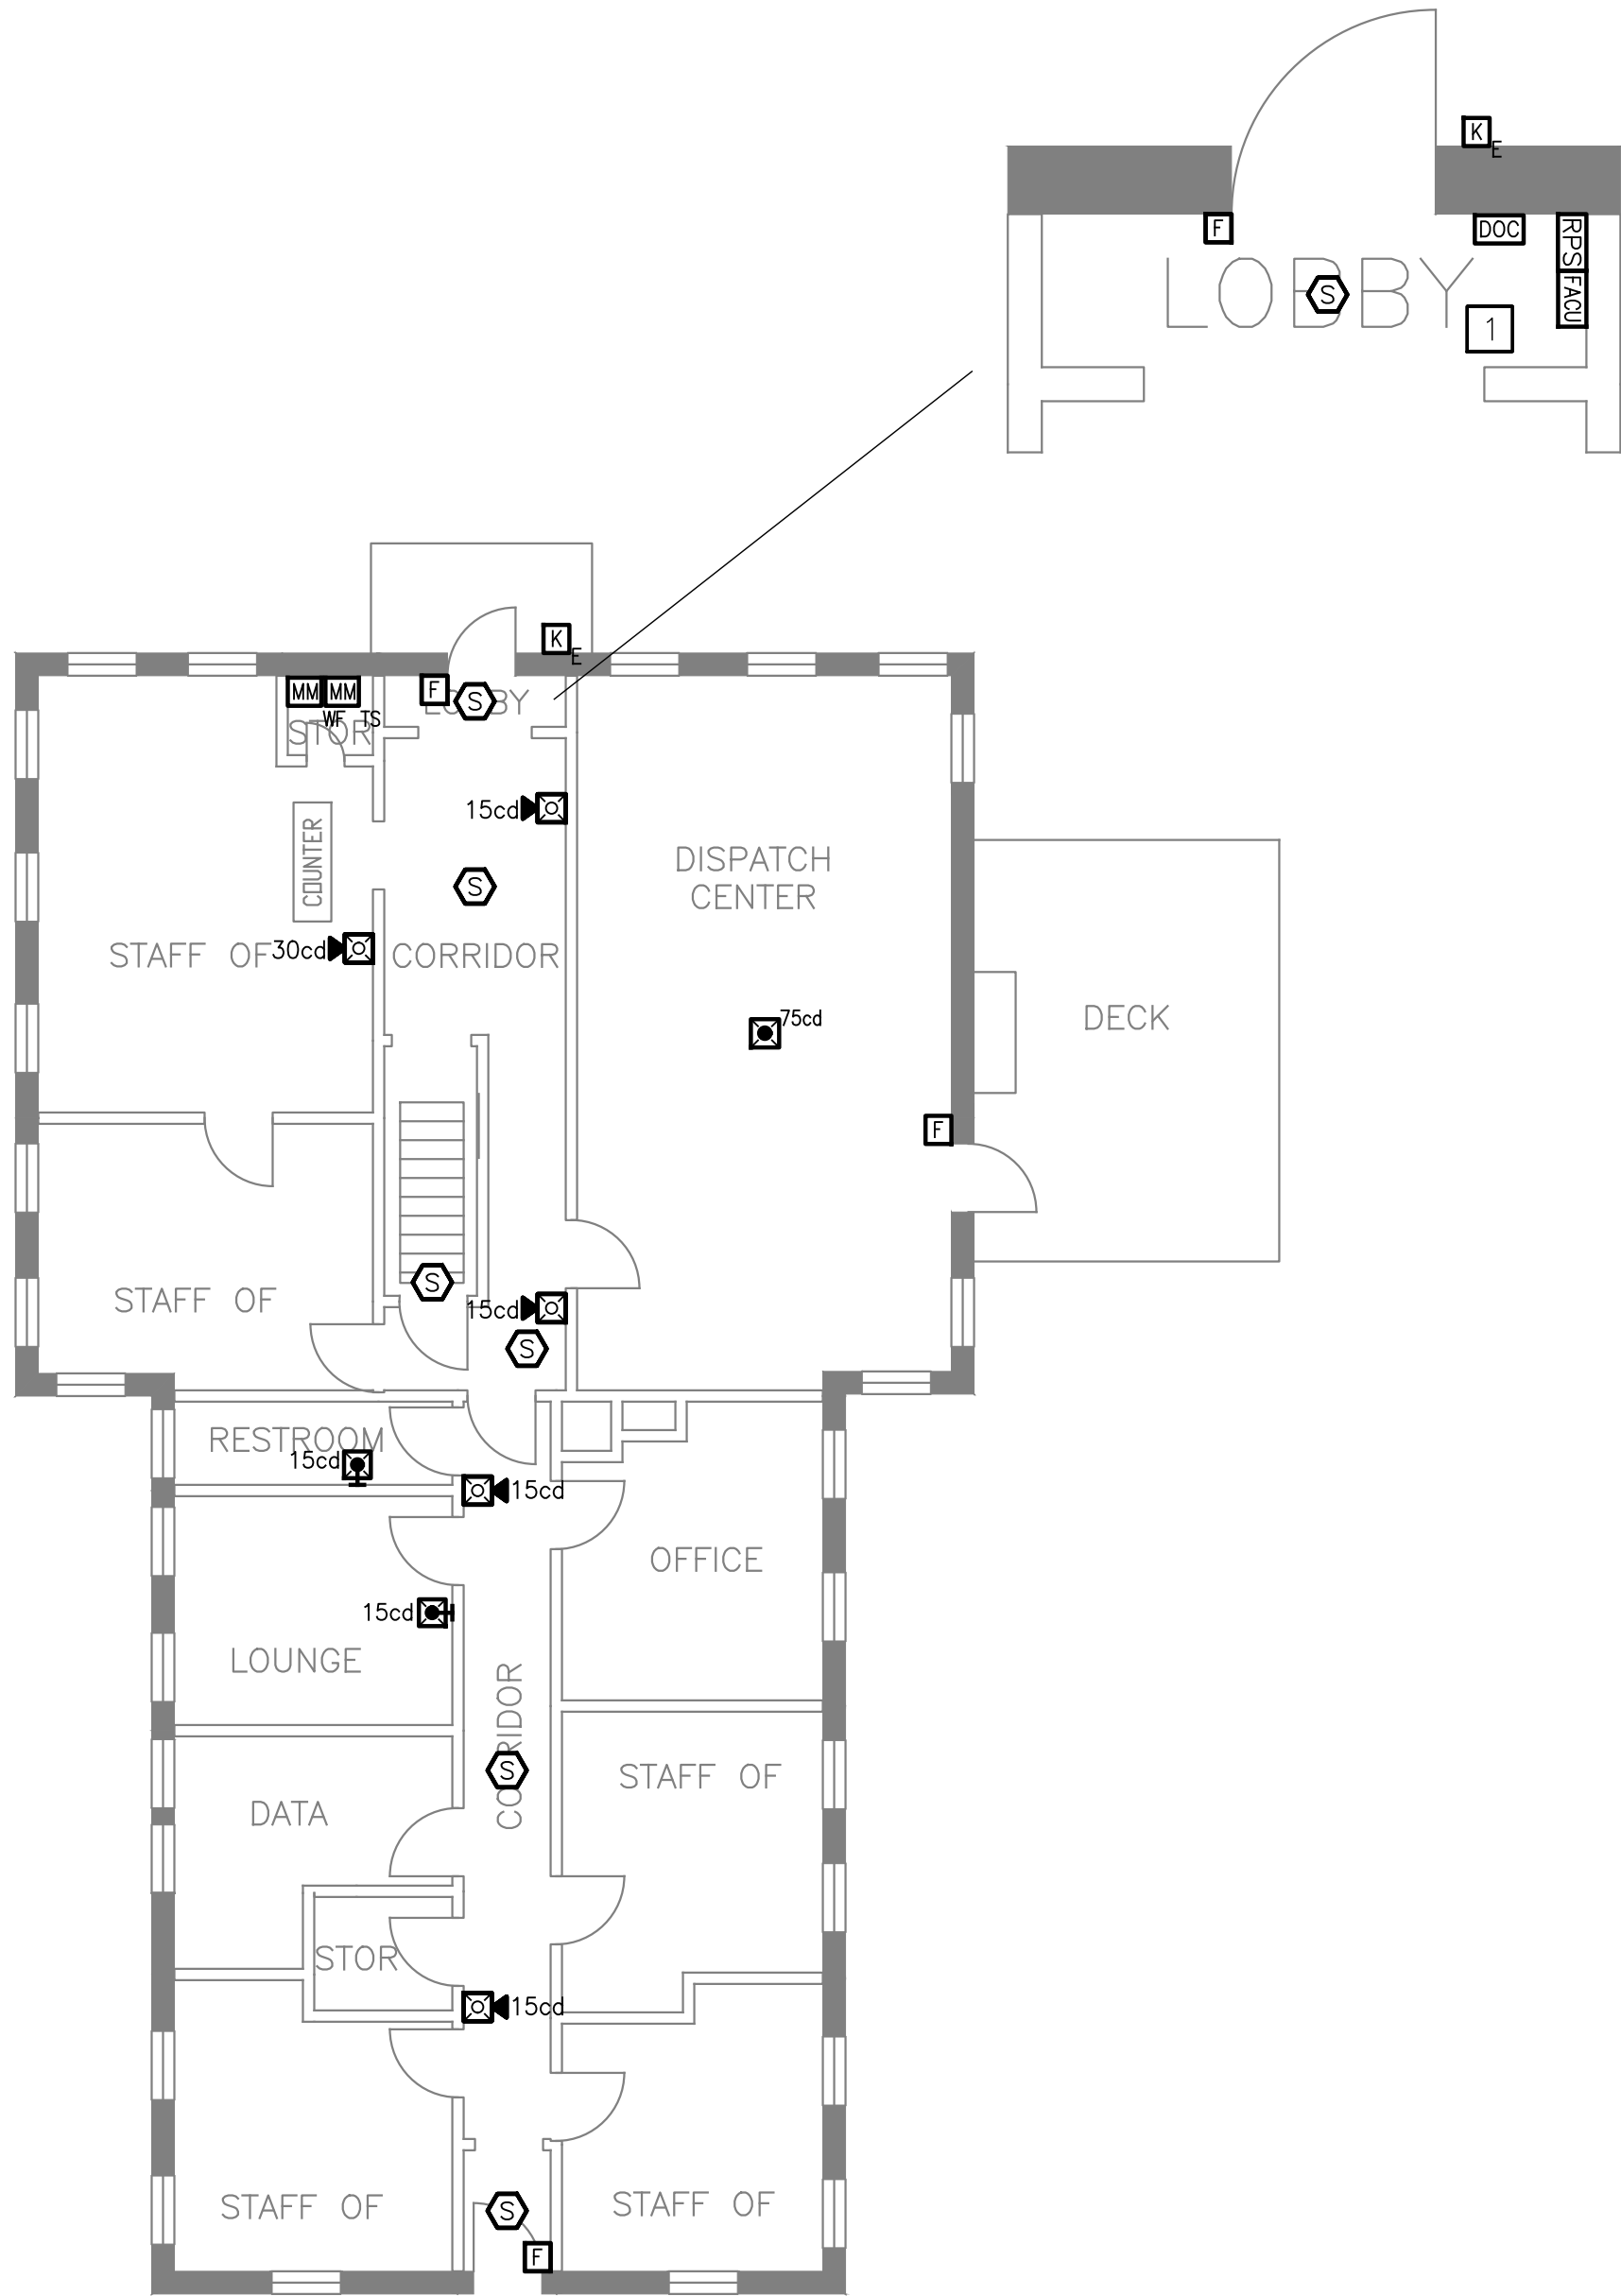 K
E
F
DOC
RPS
LOBBY
S
FACU
1
K
E
MM
MM
F
S
LOBBY
WF TS
STOR
15cd
COUNTER
DISPATCH
CENTER
S
STAFF OF
30cd
CORRIDOR
75cd
DECK
F
STAFF OF
S
15cd
S
RESTROOM
15cd
15cd
OFFICE
15cd
LOUNGE
CORRIDOR
S
STAFF OF
DATA
STOR
15cd
STAFF OF
S
STAFF OF
F